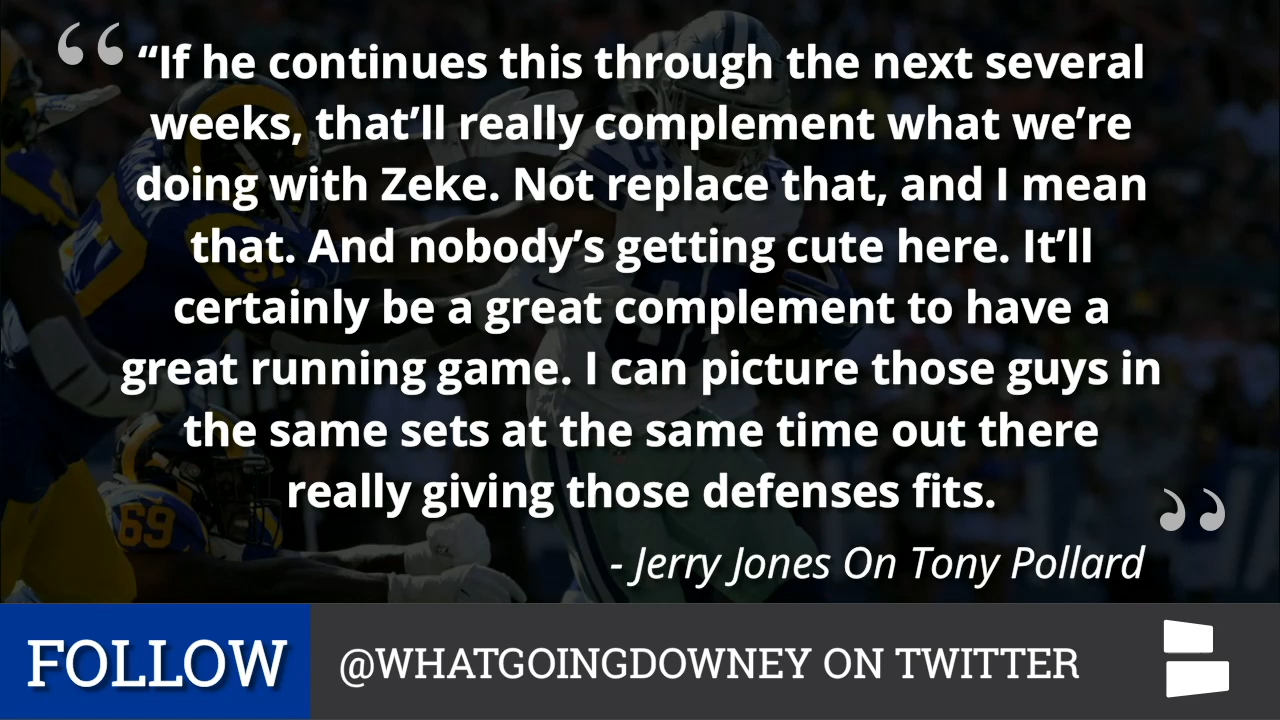 “If he continues this through the next several
weeks, that’ll really complement what we’re
doing with Zeke. Not replace that, and I mean
that. And nobody’s getting cute here. It’ll
certainly be a great complement to have a
great running game. I can picture those guys in
the same sets at the same time out there
really giving those defenses fits.
”
- Jerry Jones On Tony Pollard
69
FOLLOW
@WHATGOINGDOWNEY ON TWITTER